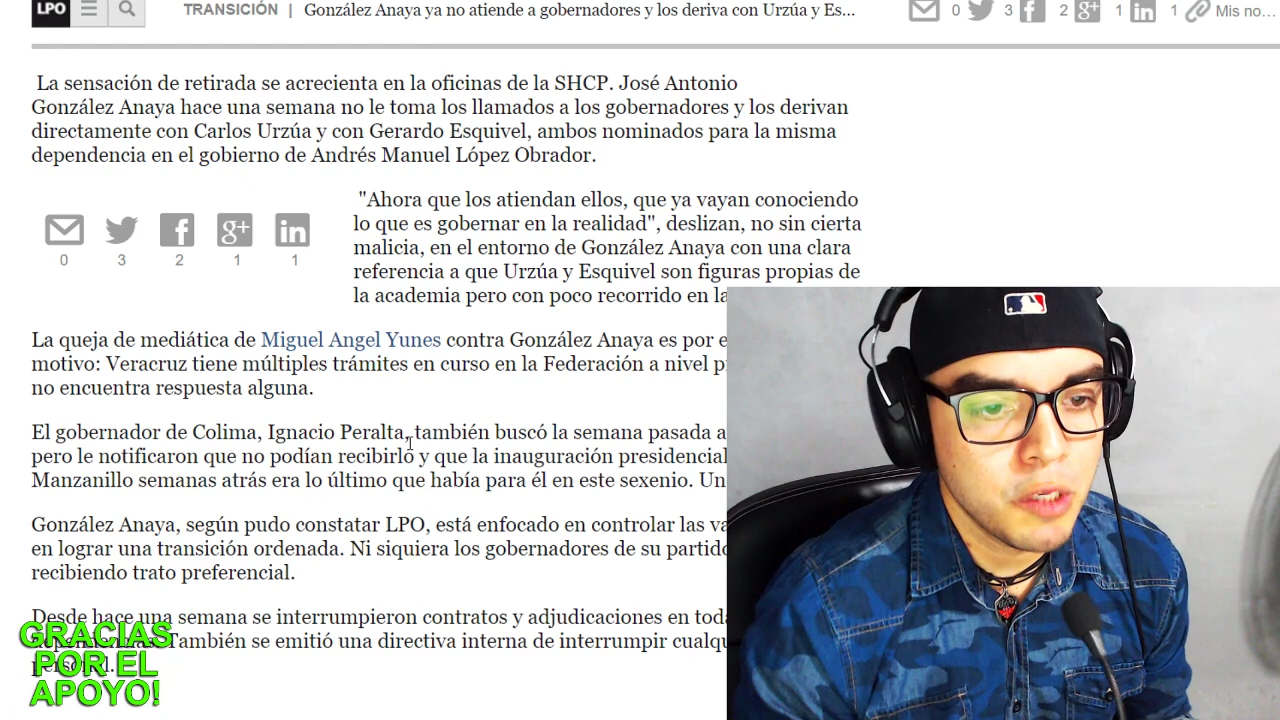 LPO TRANSICIÓN | González Anaya ya no atiende a gobernadores y los deriva con Urzúa y Es... 0 3 2 1 1 Mis no...
La sensación de retirada se acrecienta en la oficinas de la SHCP. José Antonio
González Anaya hace una semana no le toma los llamados a los gobernadores y los derivan
directamente con Carlos Urzúa y con Gerardo Esquivel, ambos nominados para la misma
dependencia en el gobierno de Andrés Manuel López Obrador.
0 3 2 1 1
"Ahora que los atiendan ellos, que ya vayan conociendo
lo que es gobernar en la realidad", deslizan, no sin cierta
malicia, en el entorno de González Anaya con una clara
referencia a que Urzúa y Esquivel son figuras propias de
la academia pero con poco recorrido en la
La queja de mediática de Miguel Angel Yunes contra González Anaya es por e
motivo: Veracruz tiene múltiples trámites en curso en la Federación a nivel p
no encuentra respuesta alguna.
El gobernador de Colima, Ignacio Peralta, también buscó la semana pasada a
pero le notificaron que no podían recibirlo y que la inauguración presidencial
Manzanillo semanas atrás era lo último que había para él en este sexenio. Un
González Anaya, según pudo constatar LPO, está enfocado en controlar las va
en lograr una transición ordenada. Ni siquiera los gobernadores de su partido
recibiendo trato preferencial.
Desde hace una semana se interrumpieron contratos y adjudicaciones en toda
También se emitió una directiva interna de interrumpir cualqu
GRACIAS
POR EL
APOYO!